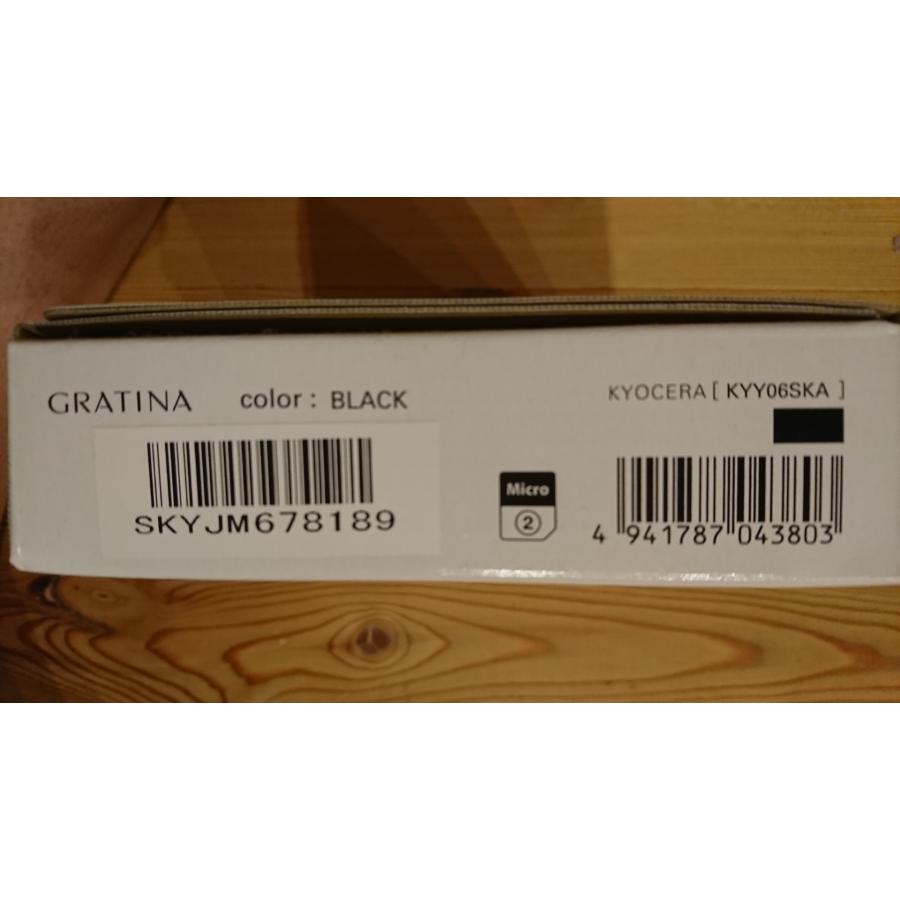 GRATINA color : BLACK
KYOCERA [ KYY06SKA ]
SKYJM678189
Micro
2
4 941787 043803